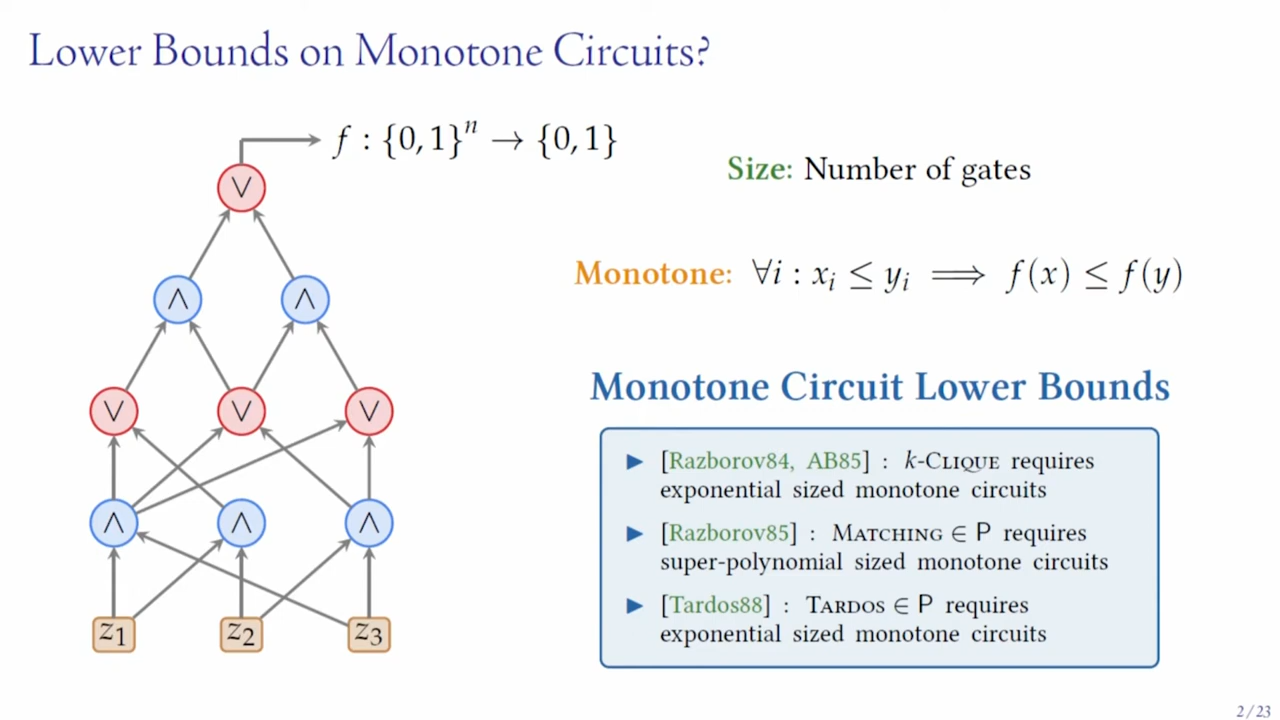 Lower Bounds on Monotone Circuits?
f : {0, 1}ⁿ → {0, 1}
Size: Number of gates
Monotone: ∀i : xᵢ ≤ yᵢ ⟹ f(x) ≤ f(y)
∨
∧ ∧
∨ ∨ ∨
∧ ∧ ∧
z₁ z₂ z₃
Monotone Circuit Lower Bounds
▶ [Razborov84, AB85] : k-Clique requires
exponential sized monotone circuits
▶ [Razborov85] : Matching ∈ P requires
super-polynomial sized monotone circuits
▶ [Tardos88] : Tardos ∈ P requires
exponential sized monotone circuits
2 / 23